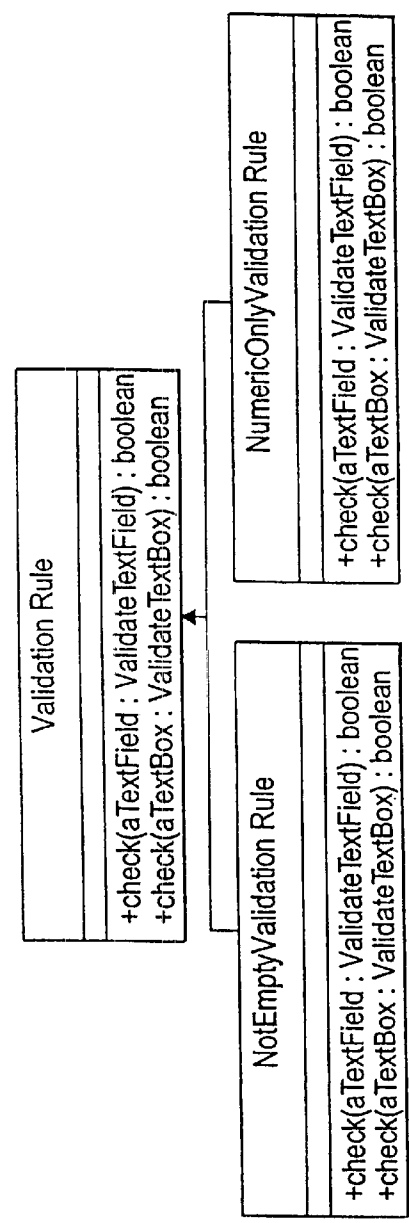 Validation Rule
+check(aTextField : ValidateTextField) : boolean
+check(aTextBox : ValidateTextBox) : boolean
NotEmptyValidation Rule
+check(aTextField : ValidateTextField) : boolean
+check(aTextBox : ValidateTextBox) : boolean
NumericOnlyValidation Rule
+check(aTextField : ValidateTextField) : boolean
+check(aTextBox : ValidateTextBox) : boolean